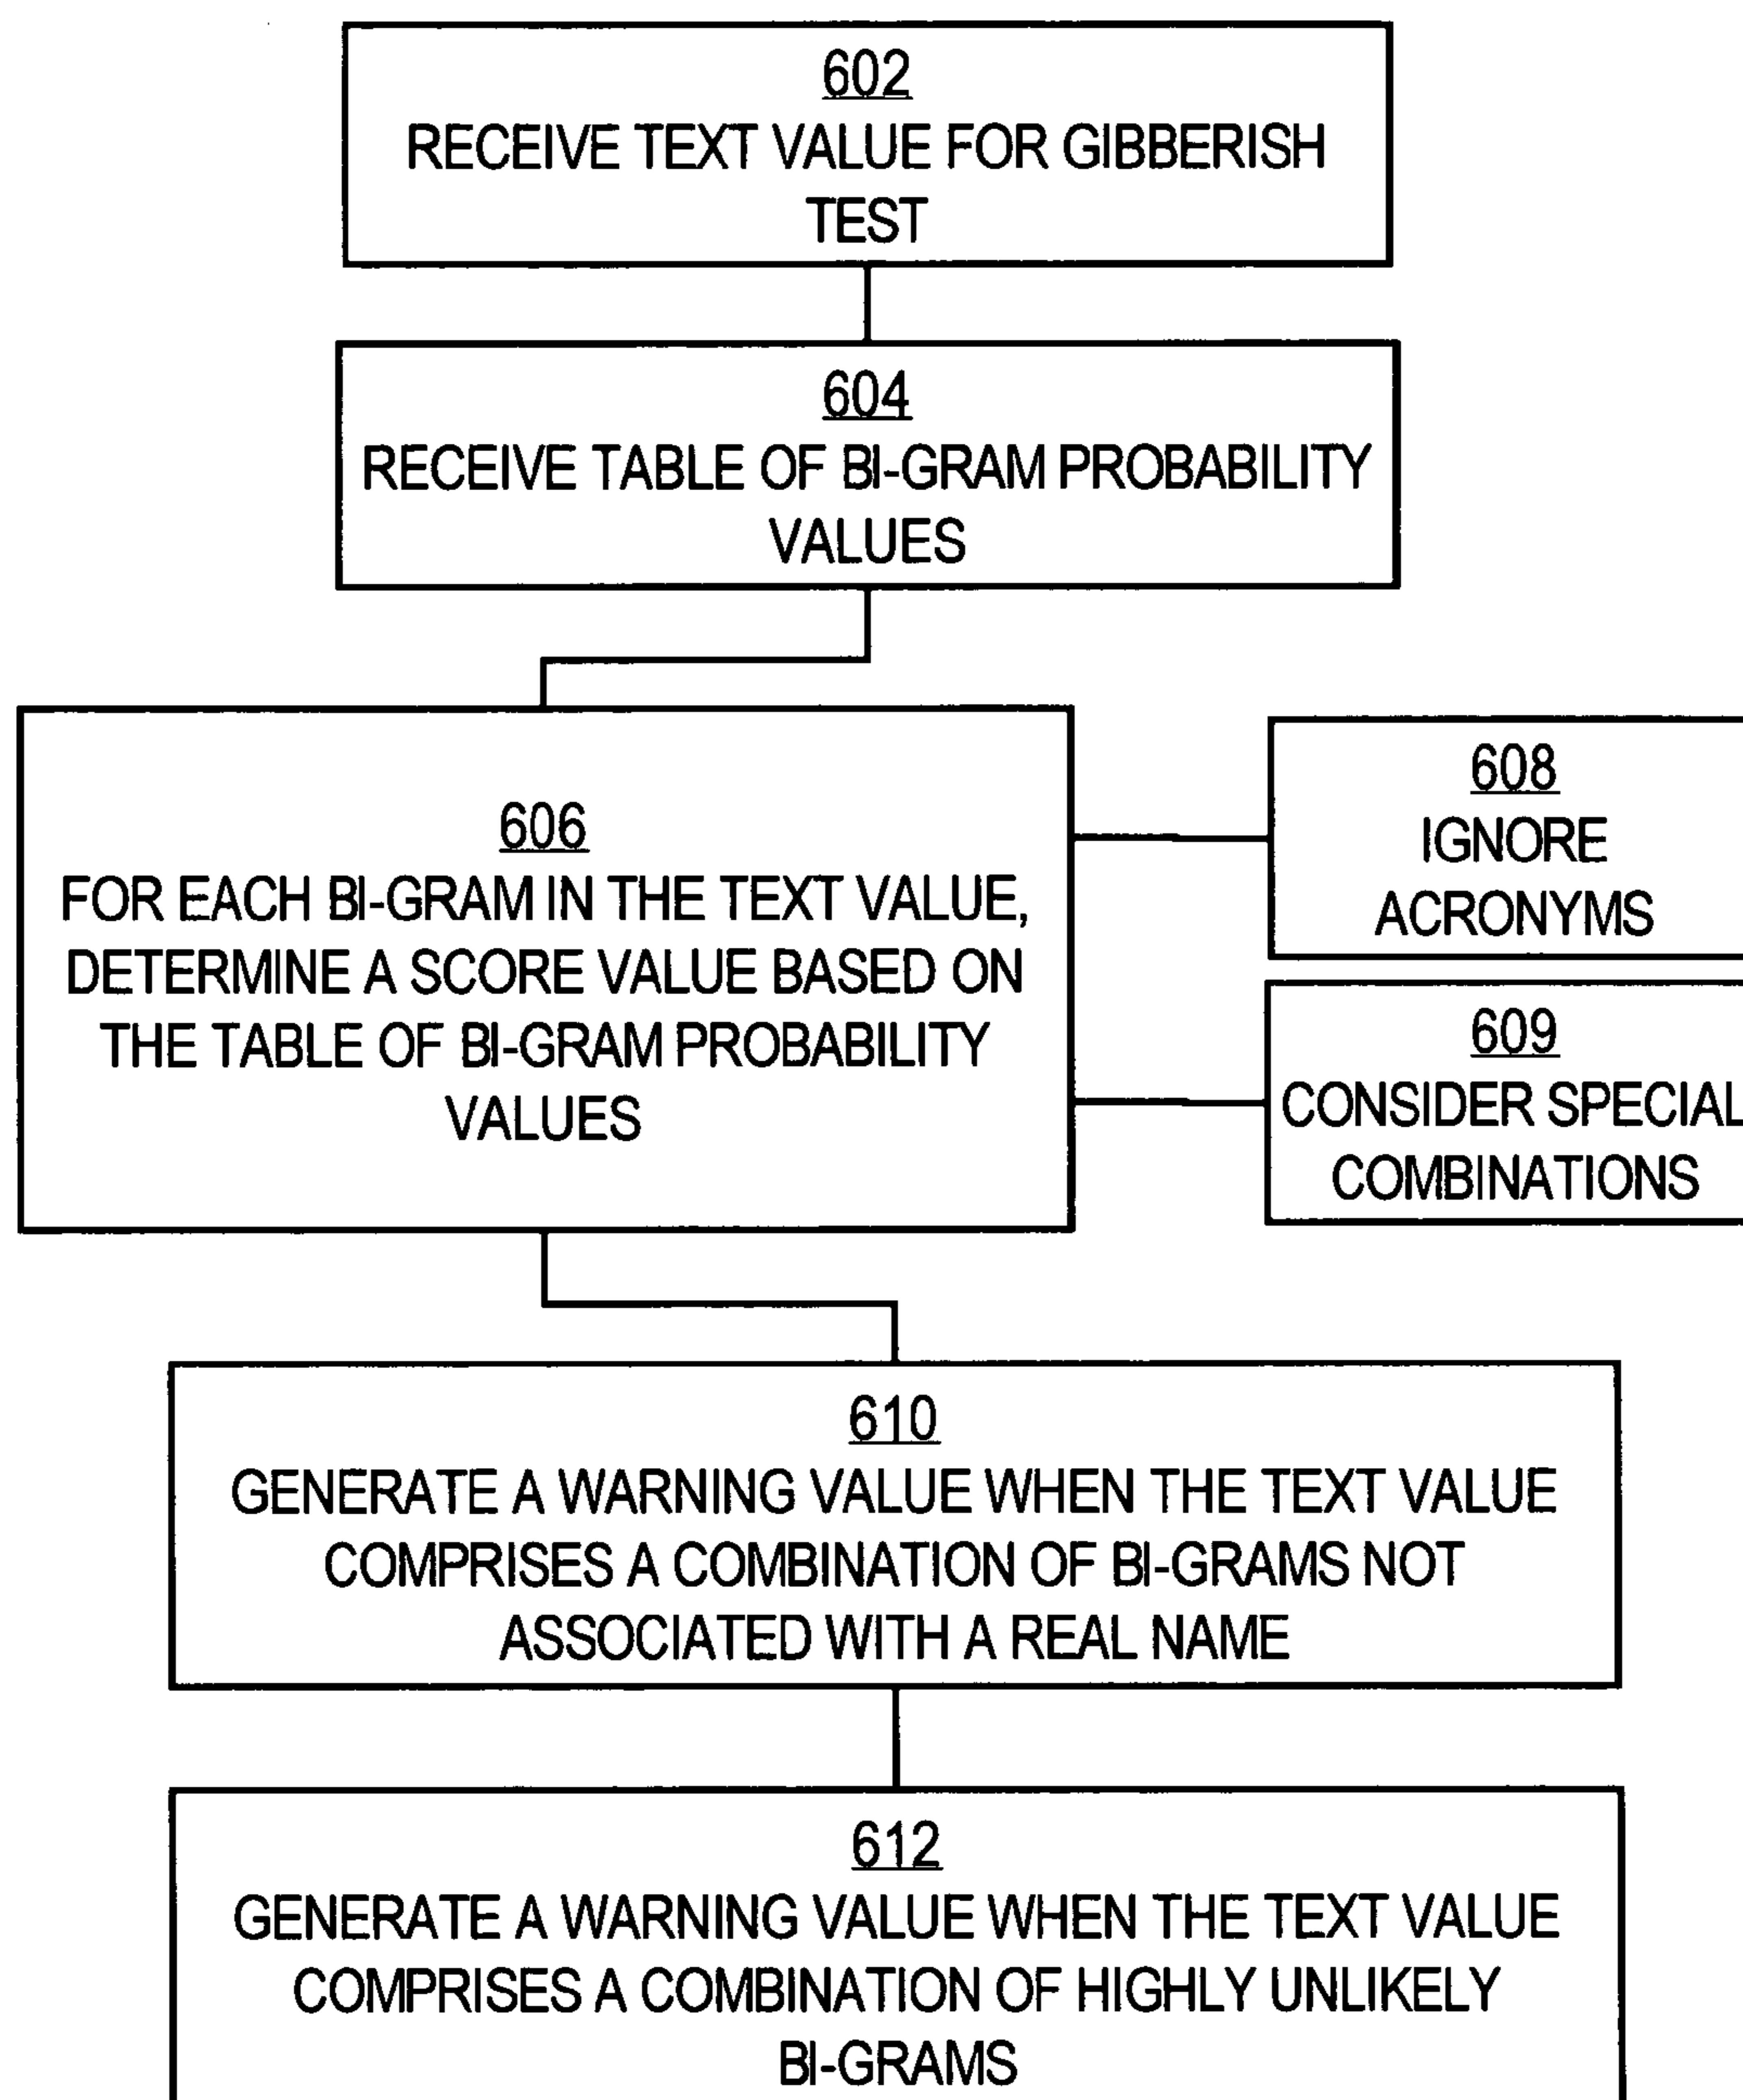 602
RECEIVE TEXT VALUE FOR GIBBERISH
TEST
604
RECEIVE TABLE OF BI-GRAM PROBABILITY
VALUES
606
FOR EACH BI-GRAM IN THE TEXT VALUE,
DETERMINE A SCORE VALUE BASED ON
THE TABLE OF BI-GRAM PROBABILITY
VALUES
608
IGNORE
ACRONYMS
609
CONSIDER SPECIAL
COMBINATIONS
610
GENERATE A WARNING VALUE WHEN THE TEXT VALUE
COMPRISES A COMBINATION OF BI-GRAMS NOT
ASSOCIATED WITH A REAL NAME
612
GENERATE A WARNING VALUE WHEN THE TEXT VALUE
COMPRISES A COMBINATION OF HIGHLY UNLIKELY
BI-GRAMS